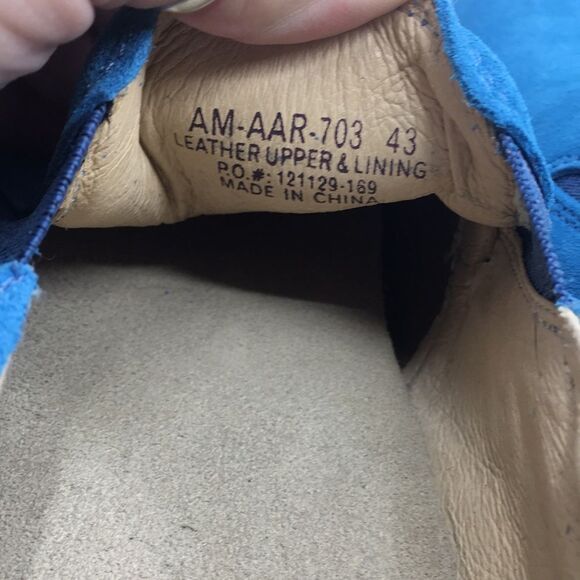 AM-AAR-703 43
LEATHER UPPER & LINING
P.O.#: 121129-169
MADE IN CHINA